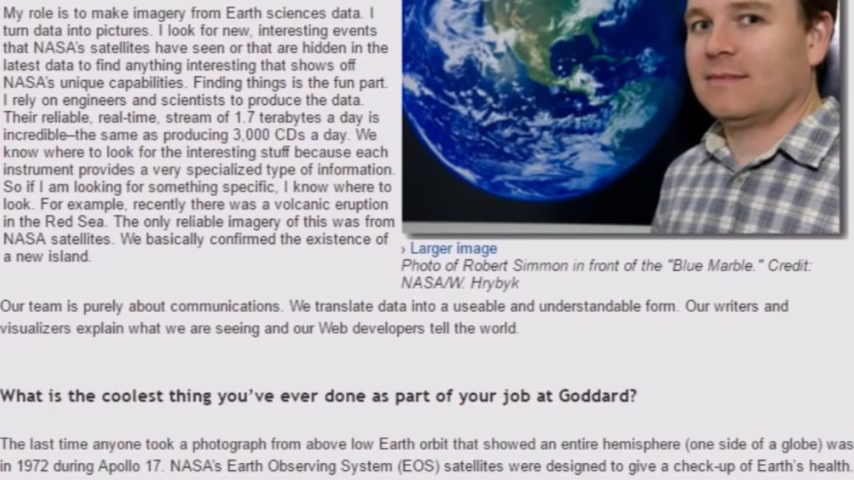 My role is to make imagery from Earth sciences data. I
turn data into pictures. I look for new, interesting events
that NASA's satellites have seen or that are hidden in the
latest data to find anything interesting that shows off
NASA's unique capabilities. Finding things is the fun part.
I rely on engineers and scientists to produce the data.
Their reliable, real-time, stream of 1.7 terabytes a day is
incredible–the same as producing 3,000 CDs a day. We
know where to look for the interesting stuff because each
instrument provides a very specialized type of information.
So if I am looking for something specific, I know where to
look. For example, recently there was a volcanic eruption
in the Red Sea. The only reliable imagery of this was from
NASA satellites. We basically confirmed the existence of
a new island.
› Larger image
Photo of Robert Simmon in front of the "Blue Marble." Credit:
NASA/W. Hrybyk
Our team is purely about communications. We translate data into a useable and understandable form. Our writers and
visualizers explain what we are seeing and our Web developers tell the world.
What is the coolest thing you've ever done as part of your job at Goddard?
The last time anyone took a photograph from above low Earth orbit that showed an entire hemisphere (one side of a globe) was
in 1972 during Apollo 17. NASA's Earth Observing System (EOS) satellites were designed to give a check-up of Earth's health.